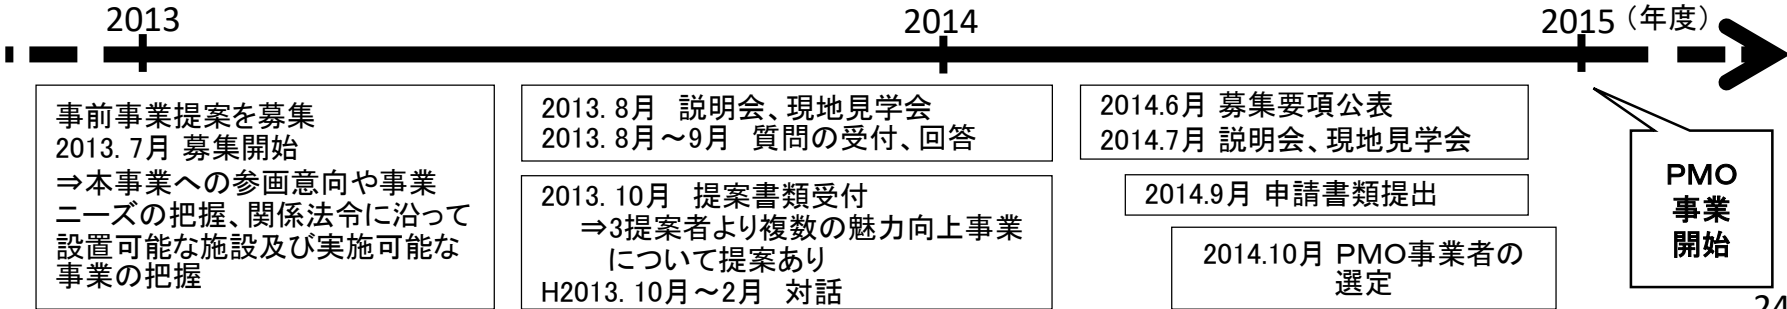 2013
2014
2015（年度）
事前事業提案を募集
2013. 7月 募集開始
⇒本事業への参画意向や事業
ニーズの把握、関係法令に沿って
設置可能な施設及び実施可能な
事業の把握
2013. 8月　説明会、現地見学会
2013. 8月～9月　質問の受付、回答
2013. 10月　提案書類受付
⇒3提案者より複数の魅力向上事業
について提案あり
H2013. 10月～2月　対話
2014.6月 募集要項公表
2014.7月 説明会、現地見学会
2014.9月 申請書類提出
2014.10月 ＰＭＯ事業者の
選定
ＰＭＯ
事業
開始
24